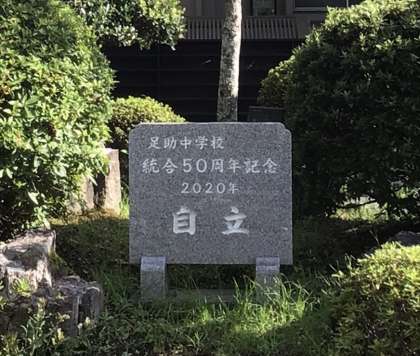 足助中学校
統合50周年記念
2020年
自立